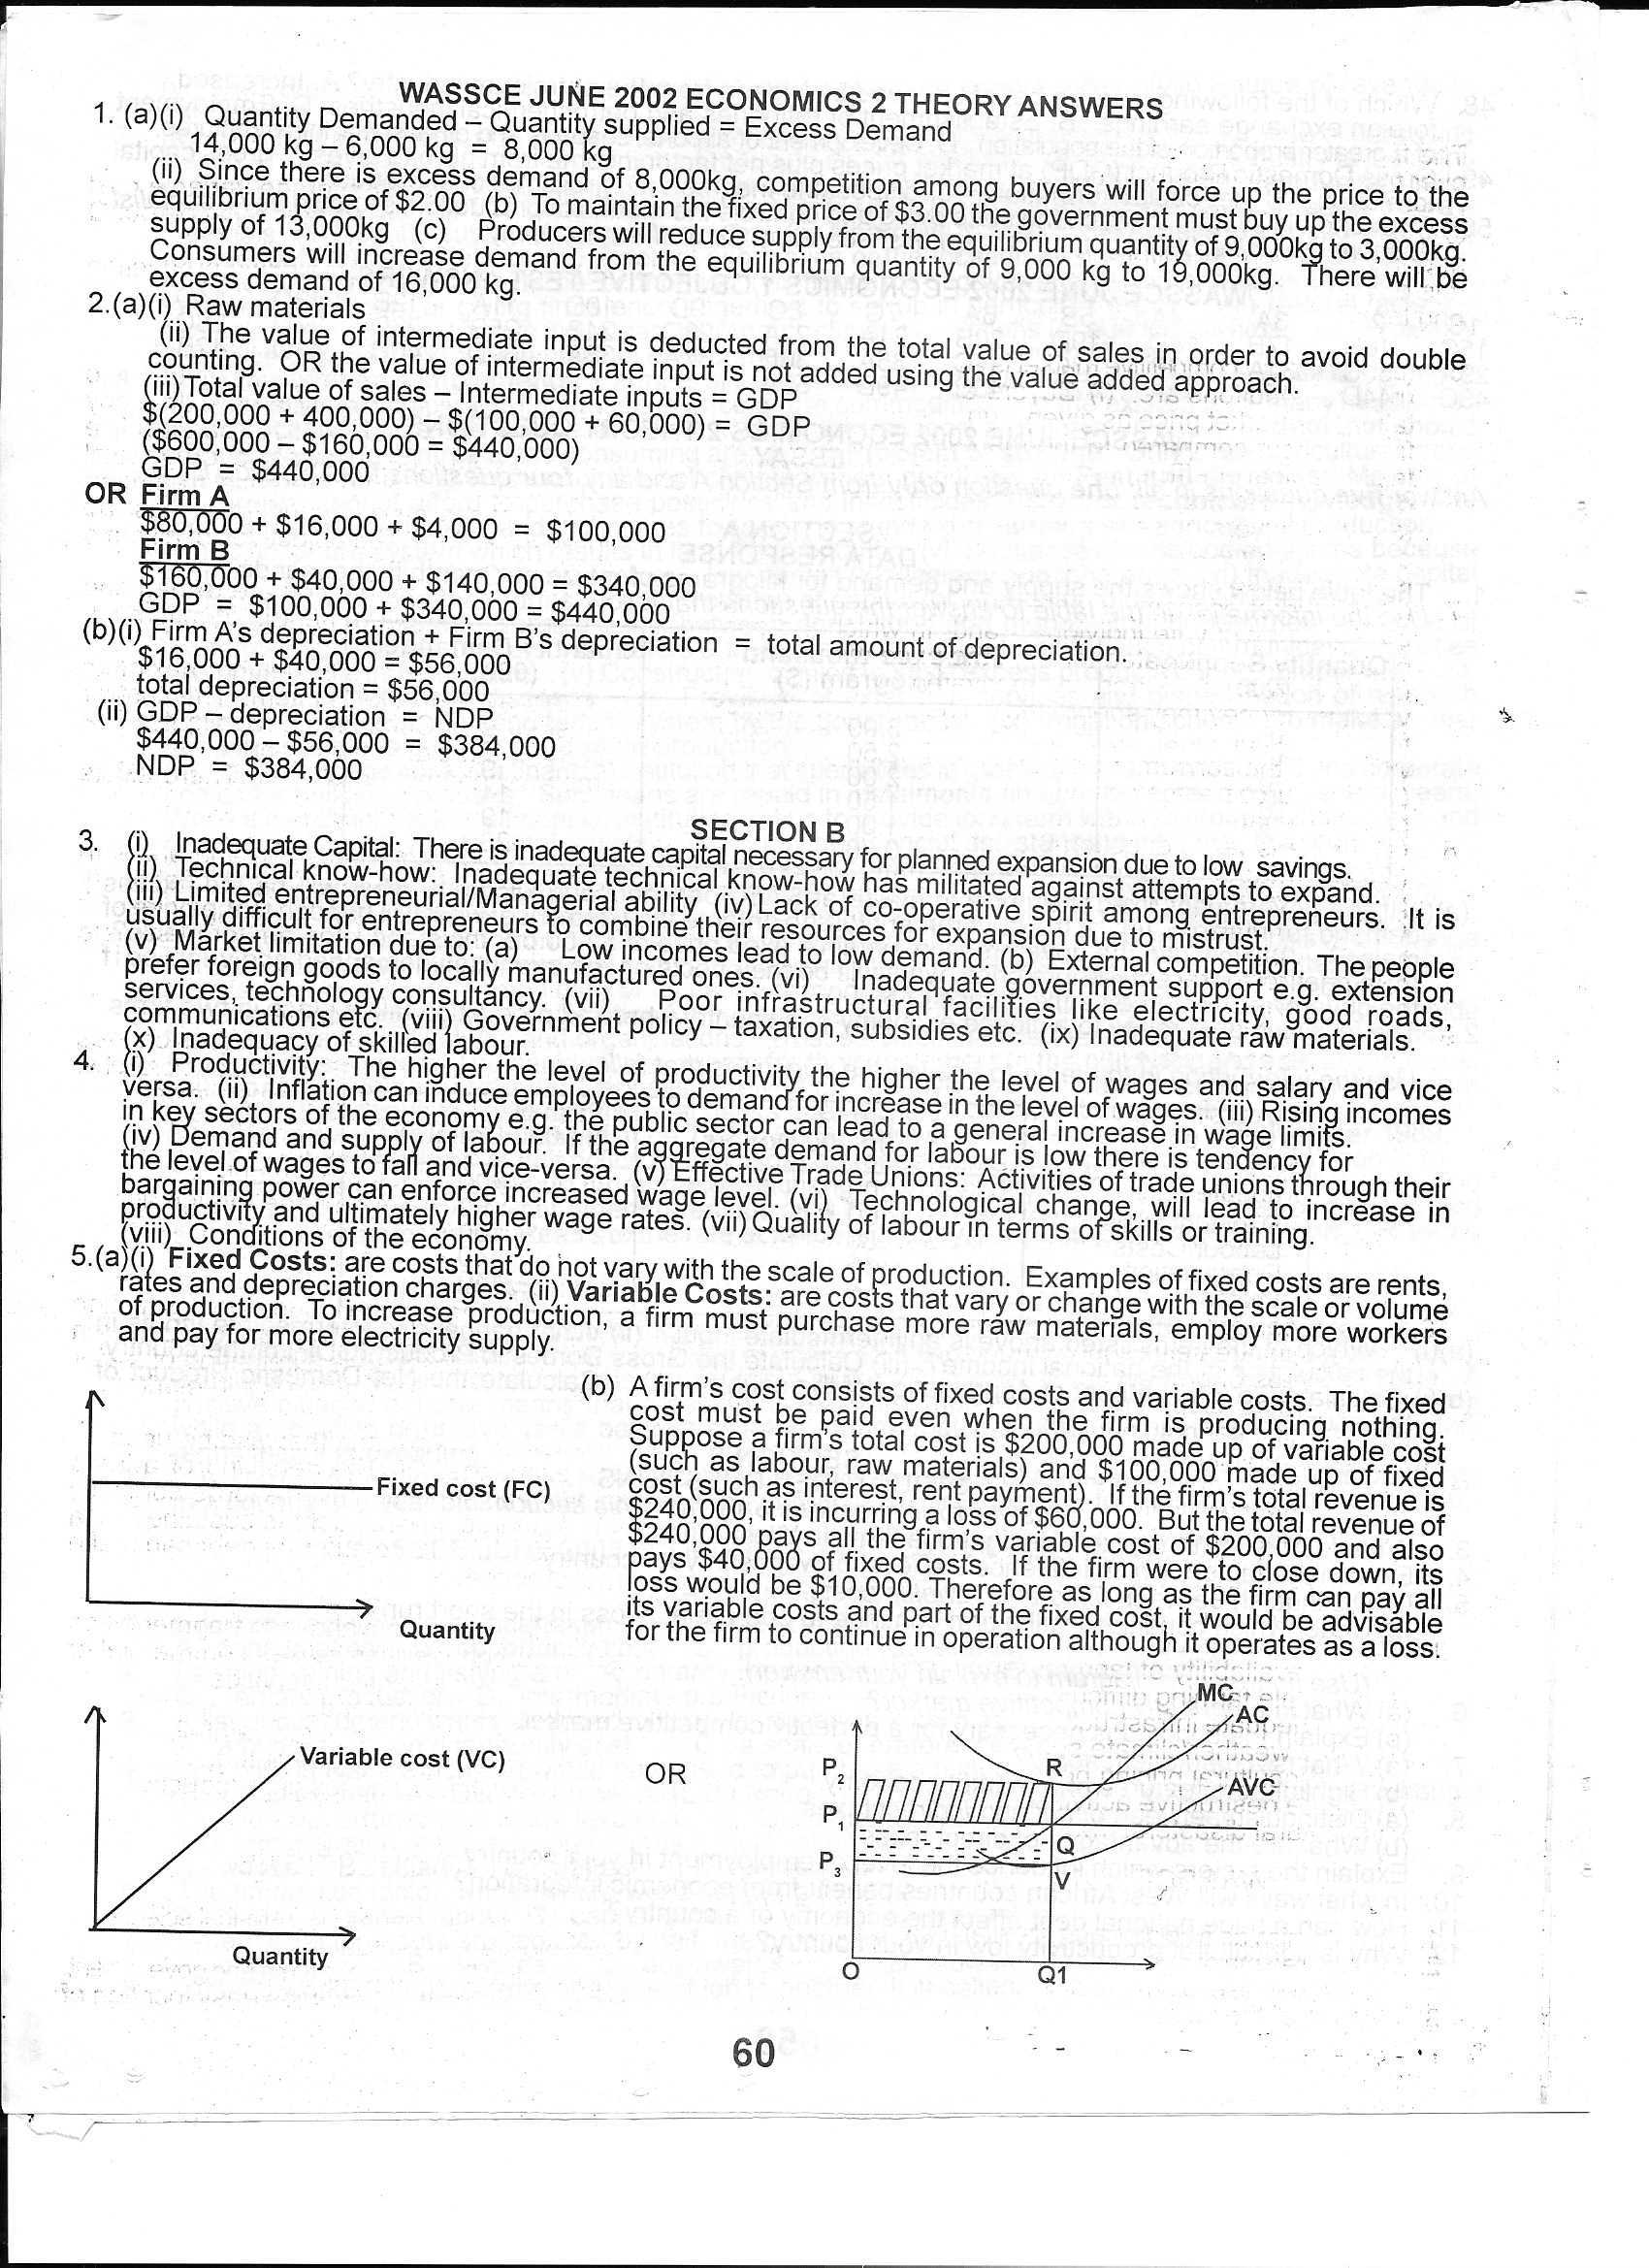 WASSCE JUNE 2002 ECONOMICS 2 THEORY ANSWERS
1. (a)(i) Quantity Demanded – Quantity supplied = Excess Demand
14,000 kg – 6,000 kg = 8,000 kg
(ii) Since there is excess demand of 8,000kg, competition among buyers will force up the price to the
equilibrium price of $2.00 (b) To maintain the fixed price of $3.00 the government must buy up the excess
supply of 13,000kg (c) Producers will reduce supply from the equilibrium quantity of 9,000kg to 3,000kg.
Consumers will increase demand from the equilibrium quantity of 9,000 kg to 19,000kg. There will be
excess demand of 16,000 kg.
2.(a)(i) Raw materials
(ii) The value of intermediate input is deducted from the total value of sales in order to avoid double
counting. OR the value of intermediate input is not added using the value added approach.
(iii) Total value of sales – Intermediate inputs = GDP
$(200,000 + 400,000) – $(100,000 + 60,000) = GDP
($600,000 – $160,000 = $440,000)
GDP = $440,000
OR Firm A
$80,000 + $16,000 + $4,000 = $100,000
Firm B
$160,000 + $40,000 + $140,000 = $340,000
GDP = $100,000 + $340,000 = $440,000
(b)(i) Firm A's depreciation + Firm B's depreciation = total amount of depreciation.
$16,000 + $40,000 = $56,000
total depreciation = $56,000
(ii) GDP – depreciation = NDP
$440,000 – $56,000 = $384,000
NDP = $384,000
SECTION B
3. (i) Inadequate Capital: There is inadequate capital necessary for planned expansion due to low savings.
(ii) Technical know-how: Inadequate technical know-how has militated against attempts to expand.
(iii) Limited entrepreneurial/Managerial ability (iv) Lack of co-operative spirit among entrepreneurs. It is
usually difficult for entrepreneurs to combine their resources for expansion due to mistrust.
(v) Market limitation due to: (a) Low incomes lead to low demand. (b) External competition. The people
prefer foreign goods to locally manufactured ones. (vi) Inadequate government support e.g. extension
services, technology consultancy. (vii) Poor infrastructural facilities like electricity, good roads,
communications etc. (viii) Government policy – taxation, subsidies etc. (ix) Inadequate raw materials.
(x) Inadequacy of skilled labour.
4. (i) Productivity: The higher the level of productivity the higher the level of wages and salary and vice
versa. (ii) Inflation can induce employees to demand for increase in the level of wages. (iii) Rising incomes
in key sectors of the economy e.g. the public sector can lead to a general increase in wage limits.
(iv) Demand and supply of labour. If the aggregate demand for labour is low there is tendency for
the level of wages to fall and vice-versa. (v) Effective Trade Unions: Activities of trade unions through their
bargaining power can enforce increased wage level. (vi) Technological change, will lead to increase in
productivity and ultimately higher wage rates. (vii) Quality of labour in terms of skills or training.
(viii) Conditions of the economy.
5.(a)(i) Fixed Costs: are costs that do not vary with the scale of production. Examples of fixed costs are rents,
rates and depreciation charges. (ii) Variable Costs: are costs that vary or change with the scale or volume
of production. To increase production, a firm must purchase more raw materials, employ more workers
and pay for more electricity supply.
(b) A firm's cost consists of fixed costs and variable costs. The fixed
cost must be paid even when the firm is producing nothing.
Suppose a firm's total cost is $200,000 made up of variable cost
(such as labour, raw materials) and $100,000 made up of fixed
cost (such as interest, rent payment). If the firm's total revenue is
$240,000, it is incurring a loss of $60,000. But the total revenue of
$240,000 pays all the firm's variable cost of $200,000 and also
pays $40,000 of fixed costs. If the firm were to close down, its
loss would be $10,000. Therefore as long as the firm can pay all
its variable costs and part of the fixed cost, it would be advisable
for the firm to continue in operation although it operates as a loss.
Fixed cost (FC)
Quantity
Variable cost (VC)
Quantity
OR
MC
AC
P2
R
AVC
P1
Q
P3
V
O
Q1
60